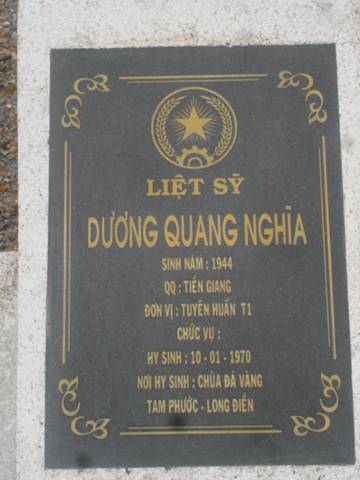 LIỆT SỸ
DƯƠNG QUANG NGHĨA
SINH NĂM : 1944
QQ : TIỀN GIANG
ĐƠN VỊ : TUYÊN HUẤN T1
CHỨC VỤ :
HY SINH : 10 - 01 - 1970
NƠI HY SINH : CHÙA ĐÁ VÀNG
TAM PHƯỚC - LONG ĐIỀN